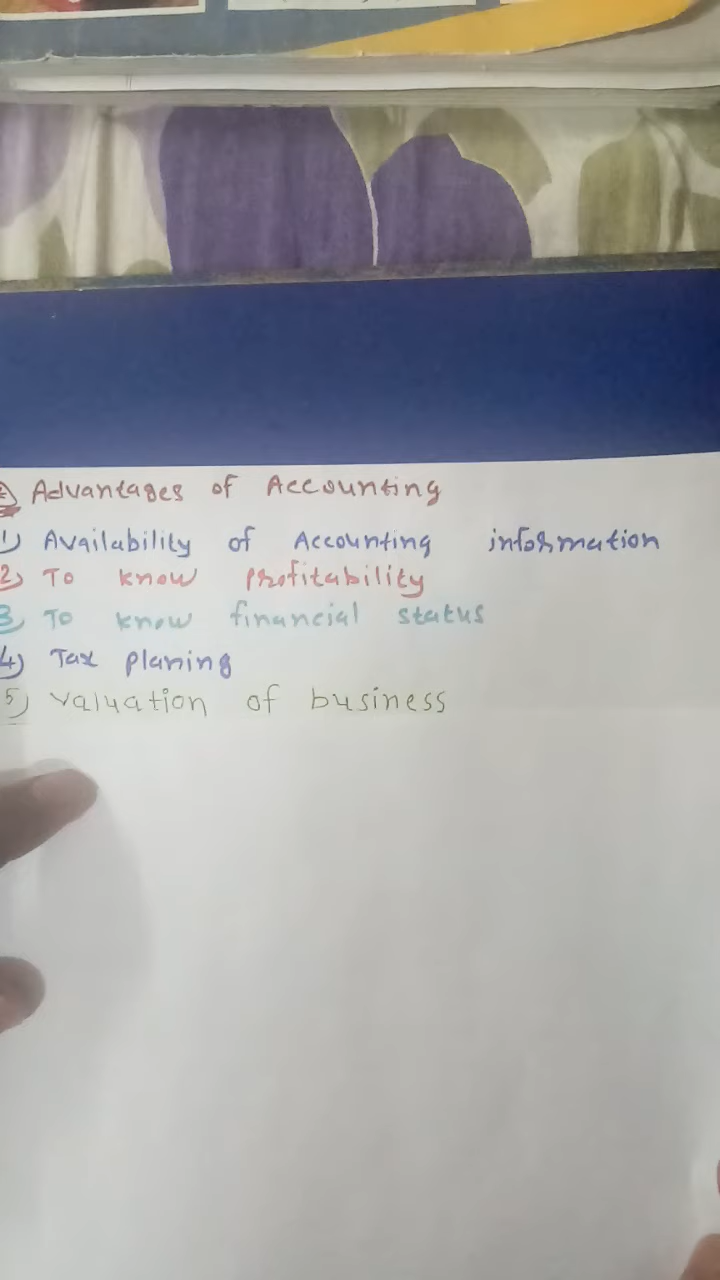 Advantages of Accounting
1) Availability of Accounting information
2) To know profitability
3) To know financial status
4) Tax planing
5) valuation of business